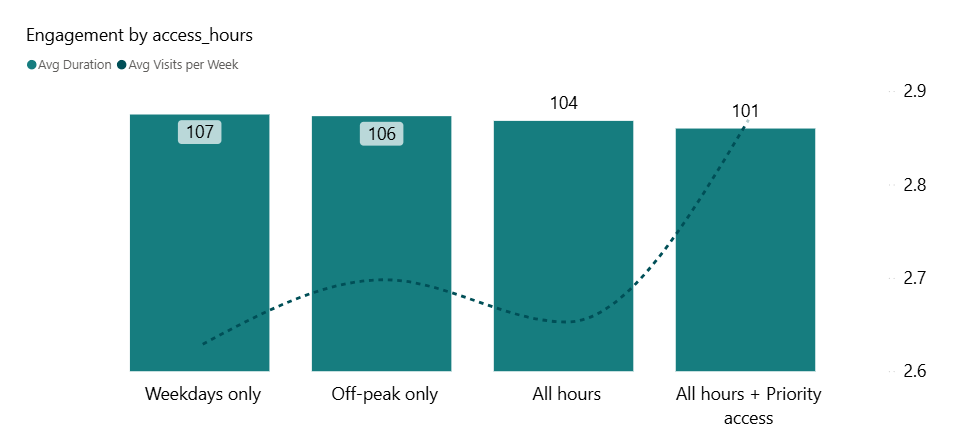 Engagement by access_hours
Avg Duration Avg Visits per Week
107
106
104
101
2.9
2.8
2.7
2.6
Weekdays only
Off-peak only
All hours
All hours + Priority
access